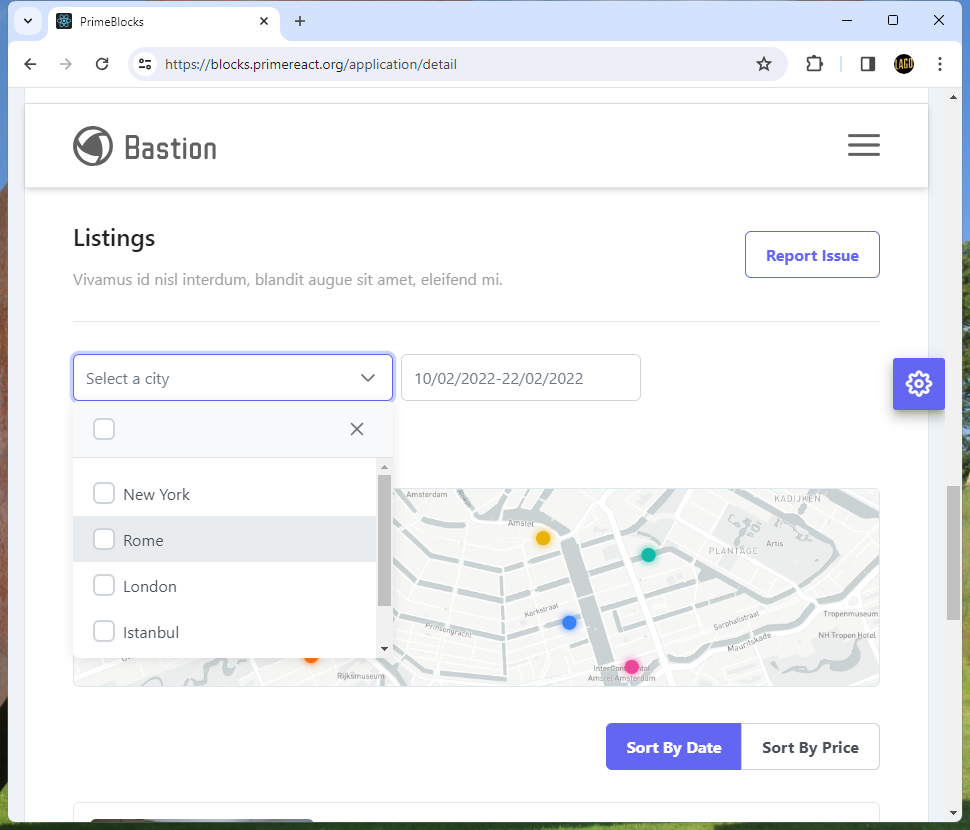 PrimeBlocks
https://blocks.primereact.org/application/detail
LAGO
Bastion
Listings
Report Issue
Vivamus id nisl interdum, blandit augue sit amet, eleifend mi.
Select a city
10/02/2022-22/02/2022
New York
Rome
London
Istanbul
Amsterdam
KADIJKEN
Amstel
Artis
PLANTAGE
Kerkstraat
Prinsengracht
Sarphatistraat
Tropenmuseum
Mauritskade
NH Tropen Hotel
InterContinental
Amstel Amsterdam
Rijksmuseum
Sort By Date
Sort By Price